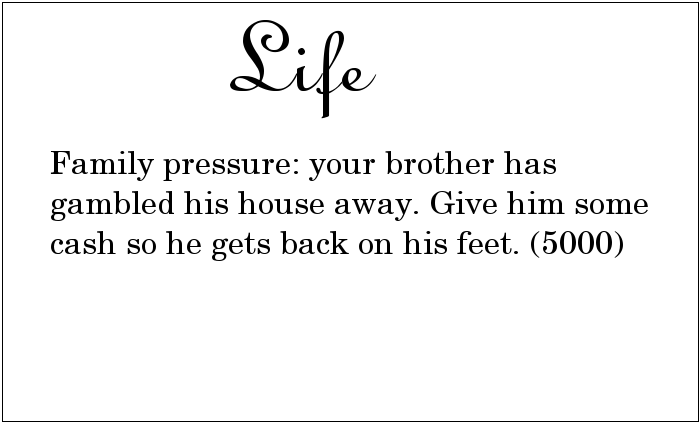 Life
Family pressure: your brother has
gambled his house away. Give him some
cash so he gets back on his feet. (5000)